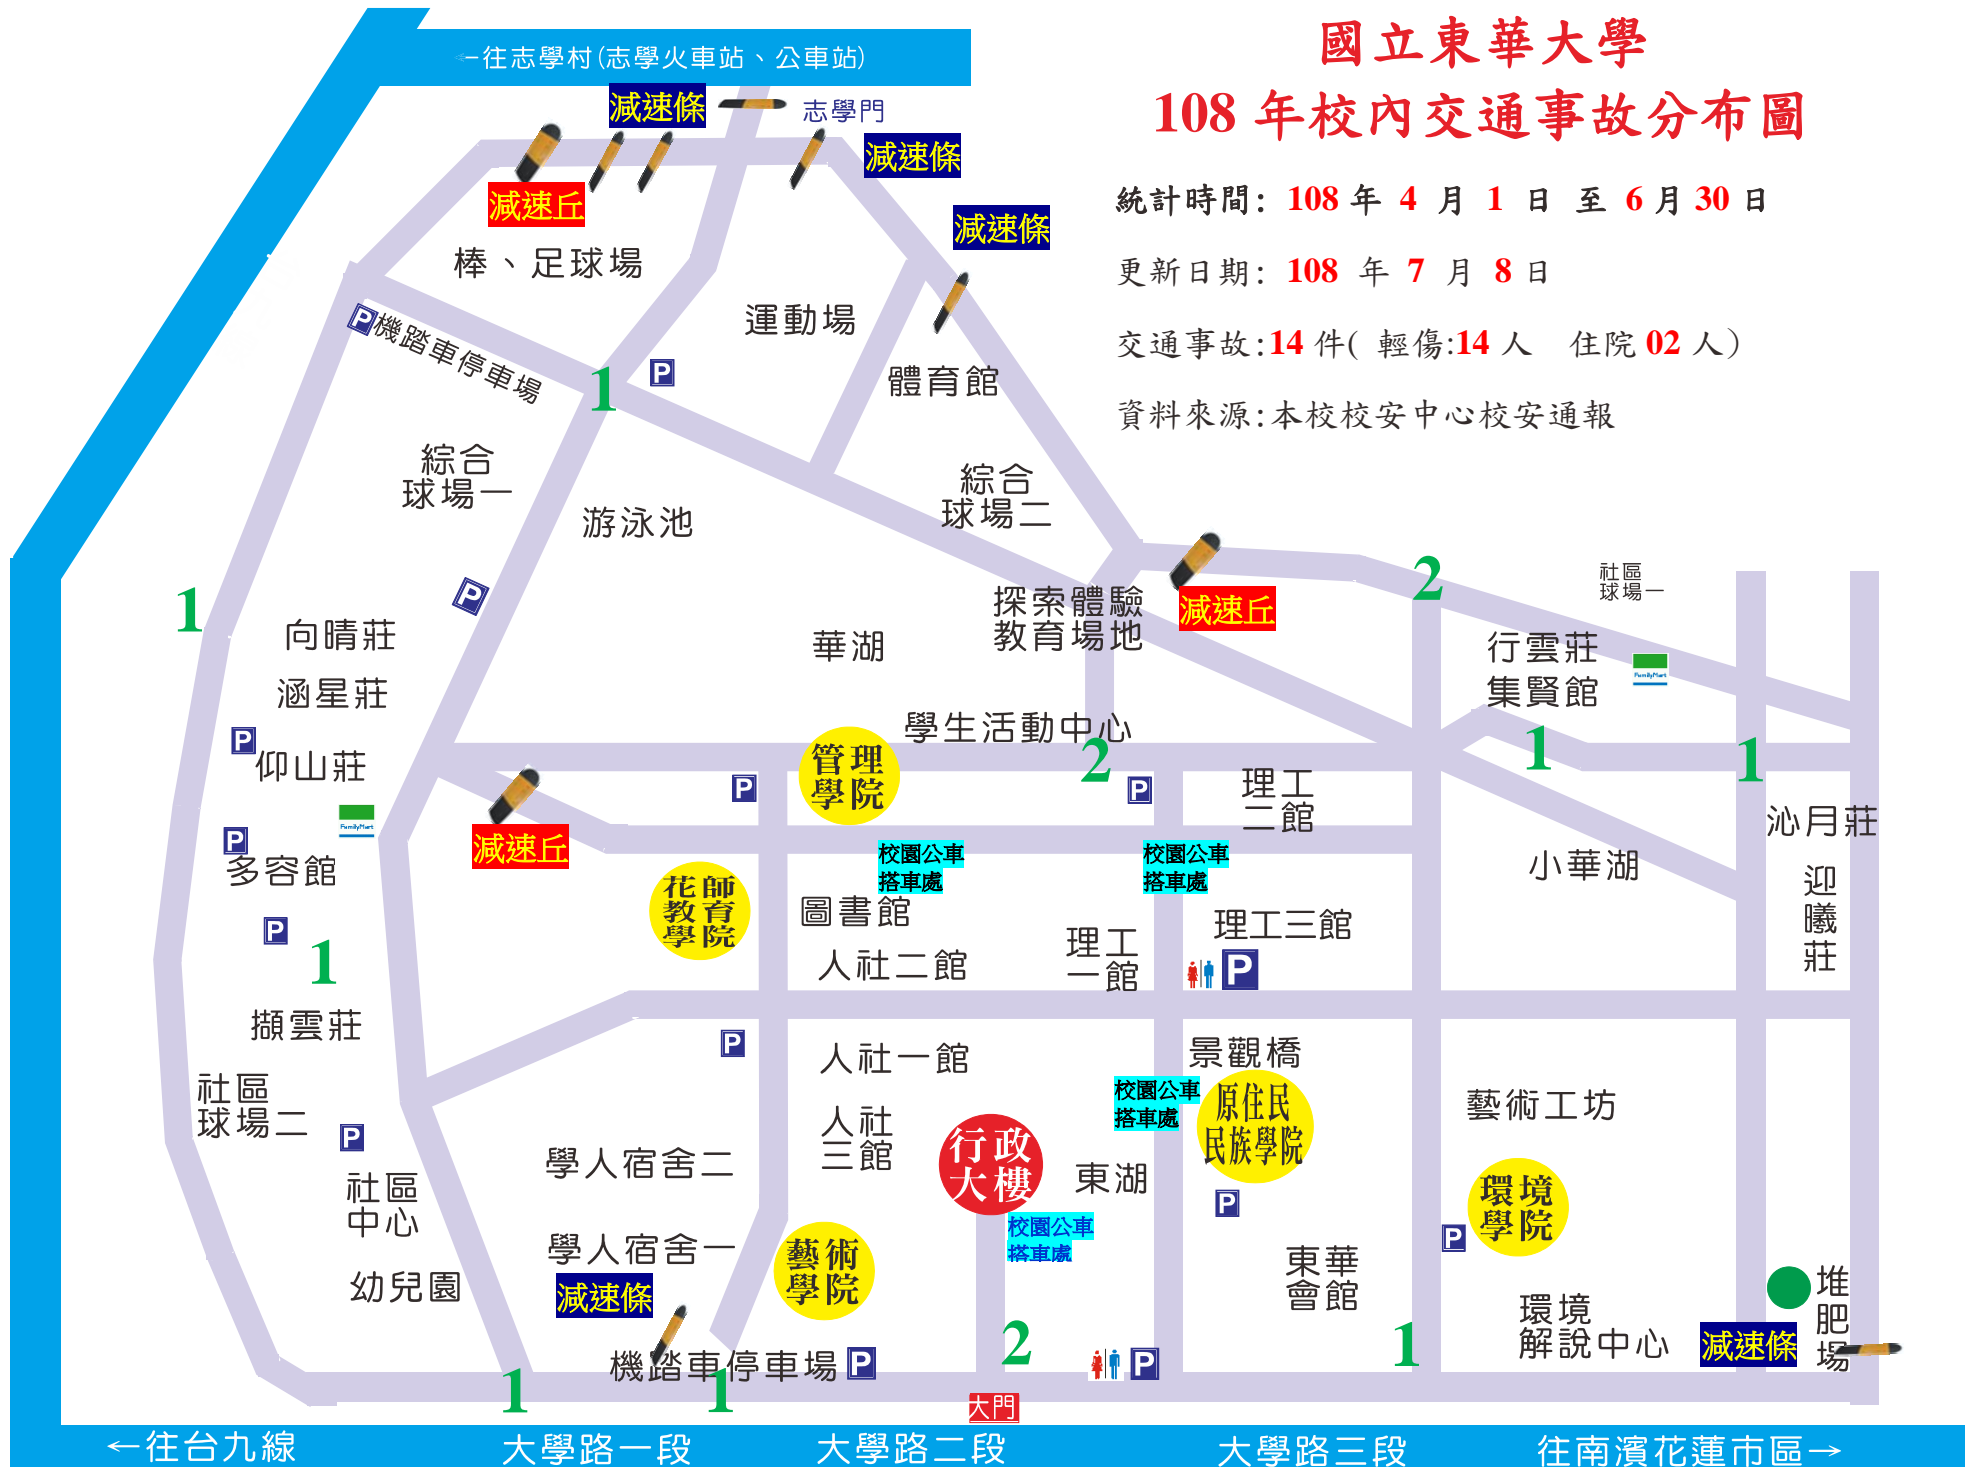 國立東華大學
108 年校內交通事故分布圖
統計時間: 108 年 4 月 1 日 至 6 月 30 日
更新日期: 108 年 7 月 8 日
交通事故:14 件( 輕傷:14 人 住院 02 人)
資料來源:本校校安中心校安通報
←往志學村(志學火車站、公車站)
減速條
志學門
減速條
減速丘
減速條
棒、足球場
運動場
P
機踏車停車場
P
1
體育館
綜合
球場一
綜合
球場二
游泳池
減速丘
2
社區
球場一
1
P
向晴莊
華湖
探索體驗
教育場地
行雲莊
集賢館
FamilyMart
涵星莊
學生活動中心
2
1
1
P
仰山莊
管理
學院
P
P
理工
二館
減速丘
FamilyMart
沁月莊
P
多容館
校園公車
搭車處
校園公車
搭車處
小華湖
迎曦莊
花師
教育
學院
圖書館
理工三館
P
1
人社二館
理工
一館
P
擷雲莊
P
人社一館
景觀橋
社區
球場二
校園公車
搭車處
原住民
民族學院
藝術工坊
P
人社
三館
行政
大樓
東湖
學人宿舍二
社區
中心
P
環境
學院
校園公車
搭車處
P
學人宿舍一
藝術
學院
東華
會館
幼兒園
減速條
環境
解說中心
堆肥場
減速條
2
1
機踏車停車場
P
P
1
1
大門
←往台九線
大學路一段
大學路二段
大學路三段
往南濱花蓮市區→